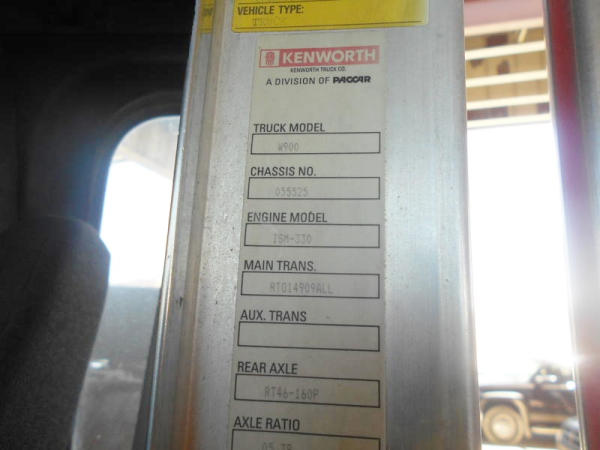 VEHICLE TYPE:
TRUCK
KENWORTH
KENWORTH TRUCK CO.
A DIVISION OF PACCAR
TRUCK MODEL
W900
CHASSIS NO.
055525
ENGINE MODEL
ISM-330
MAIN TRANS.
RTO14909ALL
AUX. TRANS
REAR AXLE
RT46-160P
AXLE RATIO